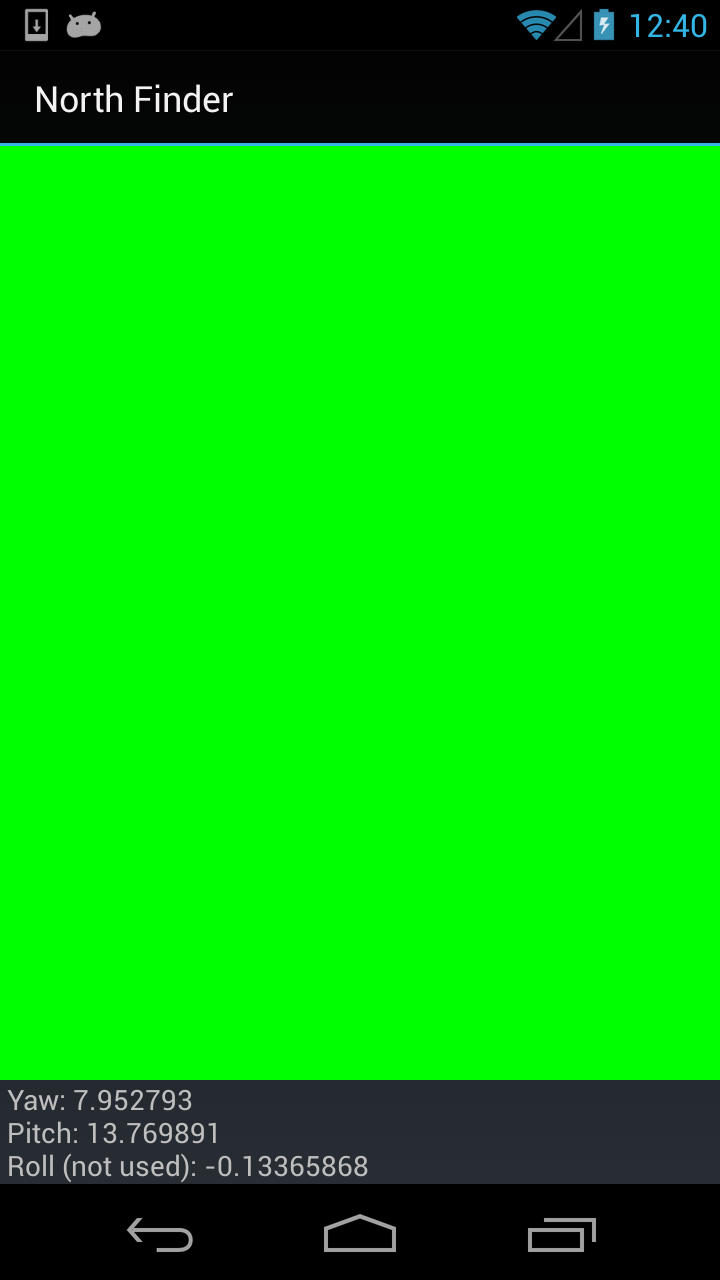 12:40
North Finder
Yaw: 7.952793
Pitch: 13.769891
Roll (not used): -0.13365868